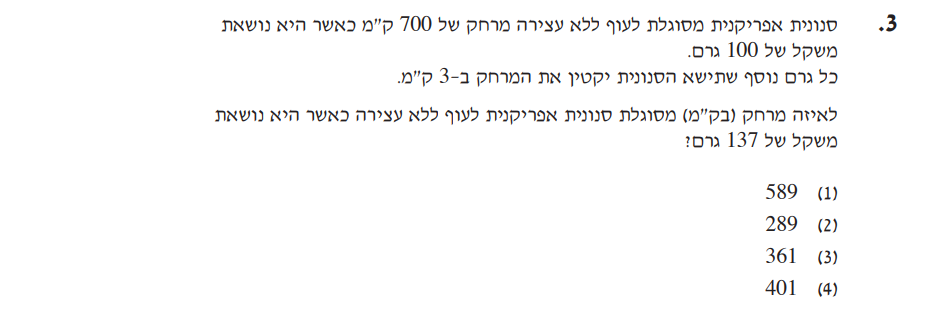 3. סנונית אפריקנית מסוגלת לעוף ללא עצירה מרחק של 700 ק"מ כאשר היא נושאת
משקל של 100 גרם.
כל גרם נוסף שתישא הסנונית יקטין את המרחק ב-3 ק"מ.
לאיזה מרחק (בק"מ) מסוגלת סנונית אפריקנית לעוף ללא עצירה כאשר היא נושאת
משקל של 137 גרם?
(1) 589
(2) 289
(3) 361
(4) 401